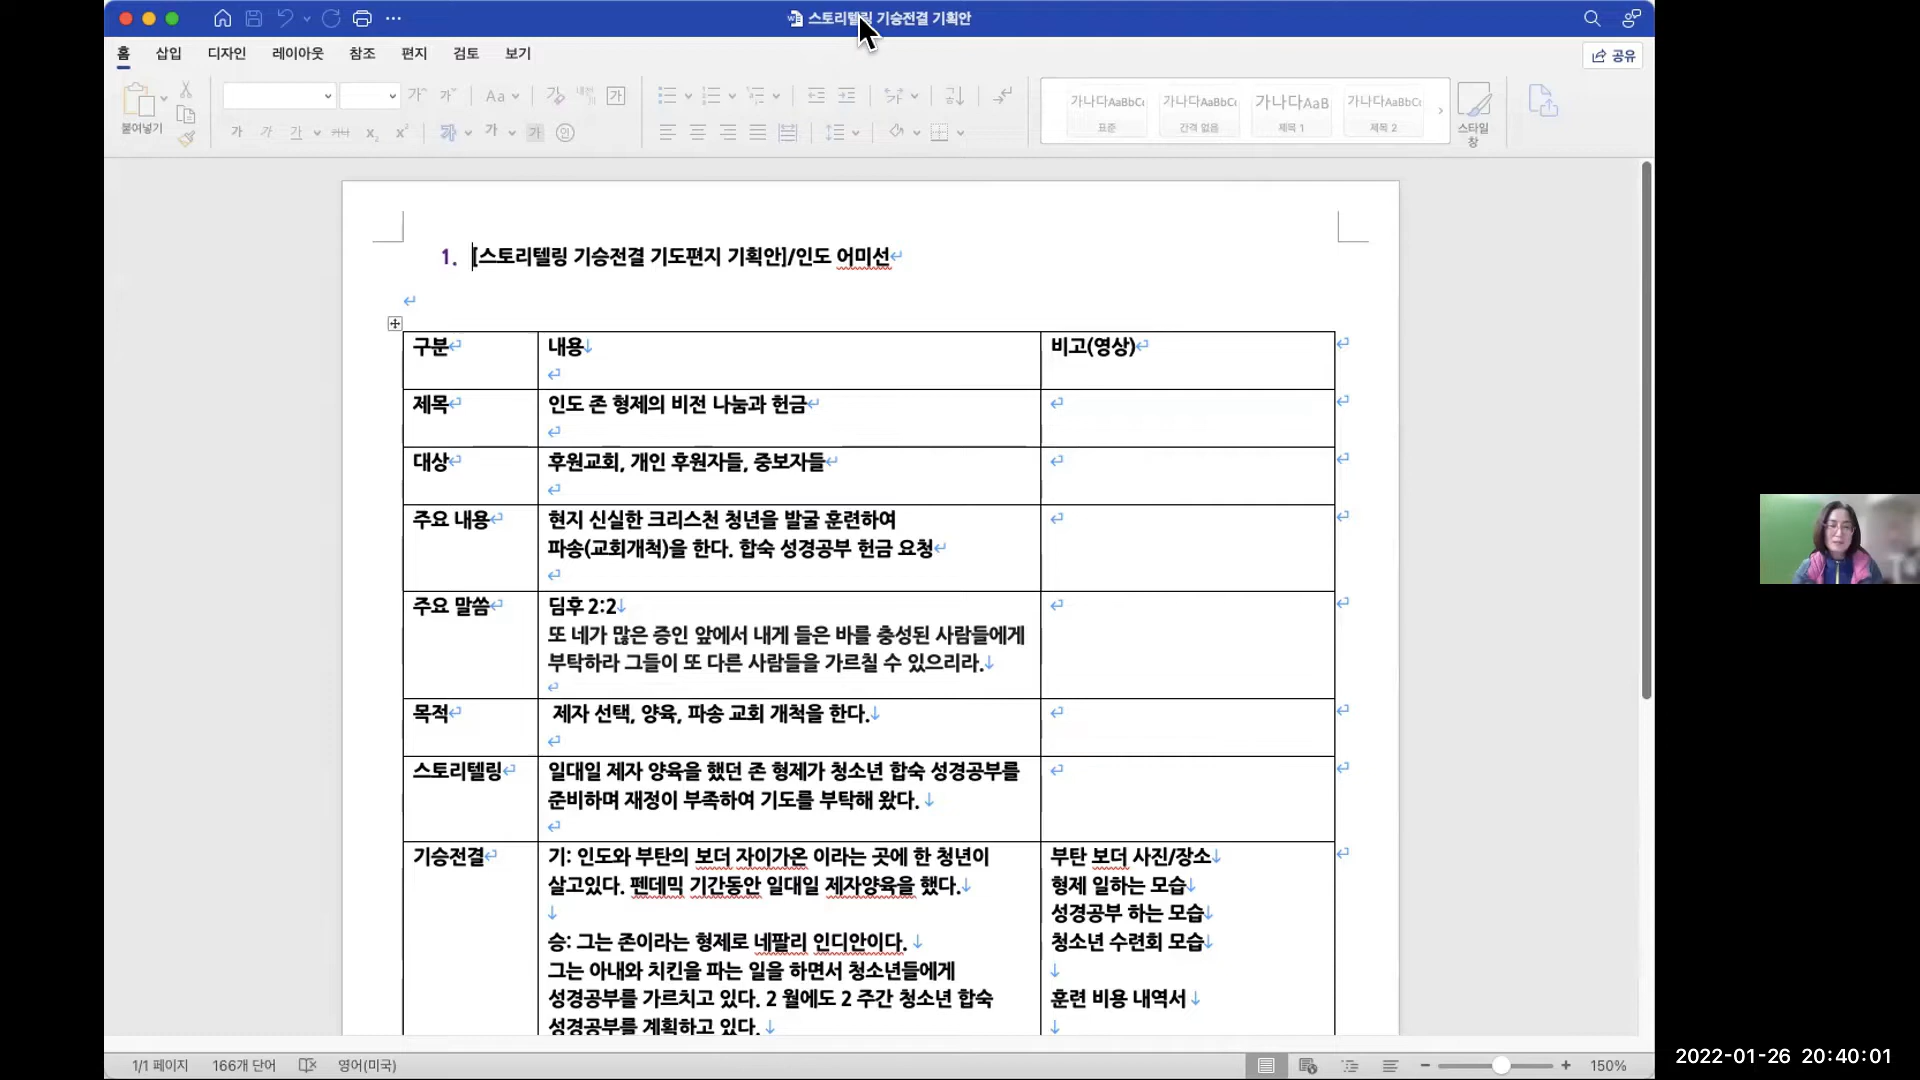 스토리텔링 기승전결 기획안
홈 삽입 디자인 레이아웃 참조 편지 검토 보기
공유
붙여넣기
가나다AaBbCc 가나다AaBbCc 가나다AaB 가나다AaBbCc
표준 간격 없음 제목 1 제목 2
스타일
창
1. [스토리텔링 기승전결 기도편지 기획안]/인도 어미선
구분 내용 비고(영상)
제목 인도 존 형제의 비전 나눔과 헌금
대상 후원교회, 개인 후원자들, 중보자들
주요 내용 현지 신실한 크리스천 청년을 발굴 훈련하여
파송(교회개척)을 한다. 합숙 성경공부 헌금 요청
주요 말씀 딤후 2:2
또 네가 많은 증인 앞에서 내게 들은 바를 충성된 사람들에게
부탁하라 그들이 또 다른 사람들을 가르칠 수 있으리라.
목적 제자 선택, 양육, 파송 교회 개척을 한다.
스토리텔링 일대일 제자 양육을 했던 존 형제가 청소년 합숙 성경공부를
준비하며 재정이 부족하여 기도를 부탁해 왔다.
기승전결 기: 인도와 부탄의 보더 자이가온 이라는 곳에 한 청년이 부탄 보더 사진/장소
살고있다. 펜데믹 기간동안 일대일 제자양육을 했다. 형제 일하는 모습
성경공부 하는 모습
승: 그는 존이라는 형제로 네팔리 인디안이다. 청소년 수련회 모습
그는 아내와 치킨을 파는 일을 하면서 청소년들에게
성경공부를 가르치고 있다. 2 월에도 2 주간 청소년 합숙 훈련 비용 내역서
성경공부를 계획하고 있다.
1/1 페이지 166개 단어 영어(미국) 150%
2022-01-26 20:40:01